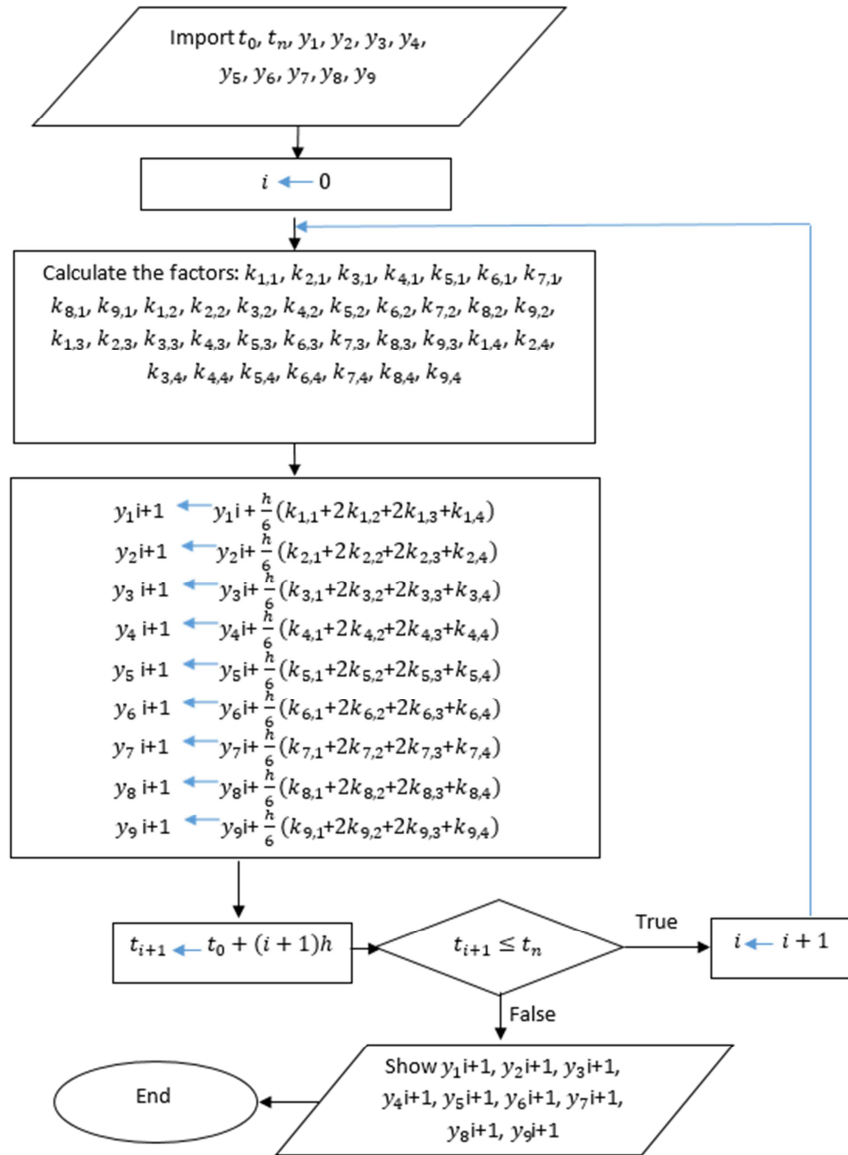 Import t₀, tₙ, y₁, y₂, y₃, y₄,
y₅, y₆, y₇, y₈, y₉
i ← 0
Calculate the factors: k₁,₁, k₂,₁, k₃,₁, k₄,₁, k₅,₁, k₆,₁, k₇,₁,
k₈,₁, k₉,₁, k₁,₂, k₂,₂, k₃,₂, k₄,₂, k₅,₂, k₆,₂, k₇,₂, k₈,₂, k₉,₂,
k₁,₃, k₂,₃, k₃,₃, k₄,₃, k₅,₃, k₆,₃, k₇,₃, k₈,₃, k₉,₃, k₁,₄, k₂,₄,
k₃,₄, k₄,₄, k₅,₄, k₆,₄, k₇,₄, k₈,₄, k₉,₄
y₁i+1 ← y₁i + h/6 (k₁,₁+2k₁,₂+2k₁,₃+k₁,₄)
y₂i+1 ← y₂i+ h/6 (k₂,₁+2k₂,₂+2k₂,₃+k₂,₄)
y₃ i+1 ← y₃i+ h/6 (k₃,₁+2k₃,₂+2k₃,₃+k₃,₄)
y₄ i+1 ← y₄i+ h/6 (k₄,₁+2k₄,₂+2k₄,₃+k₄,₄)
y₅ i+1 ← y₅i+ h/6 (k₅,₁+2k₅,₂+2k₅,₃+k₅,₄)
y₆ i+1 ← y₆i+ h/6 (k₆,₁+2k₆,₂+2k₆,₃+k₆,₄)
y₇ i+1 ← y₇i+ h/6 (k₇,₁+2k₇,₂+2k₇,₃+k₇,₄)
y₈ i+1 ← y₈i+ h/6 (k₈,₁+2k₈,₂+2k₈,₃+k₈,₄)
y₉ i+1 ← y₉i+ h/6 (k₉,₁+2k₉,₂+2k₉,₃+k₉,₄)
tᵢ₊₁ ← t₀ + (i + 1)h
tᵢ₊₁ ≤ tₙ
True
i ← i + 1
False
Show y₁i+1, y₂i+1, y₃i+1,
y₄i+1, y₅i+1, y₆i+1, y₇i+1,
y₈i+1, y₉i+1
End